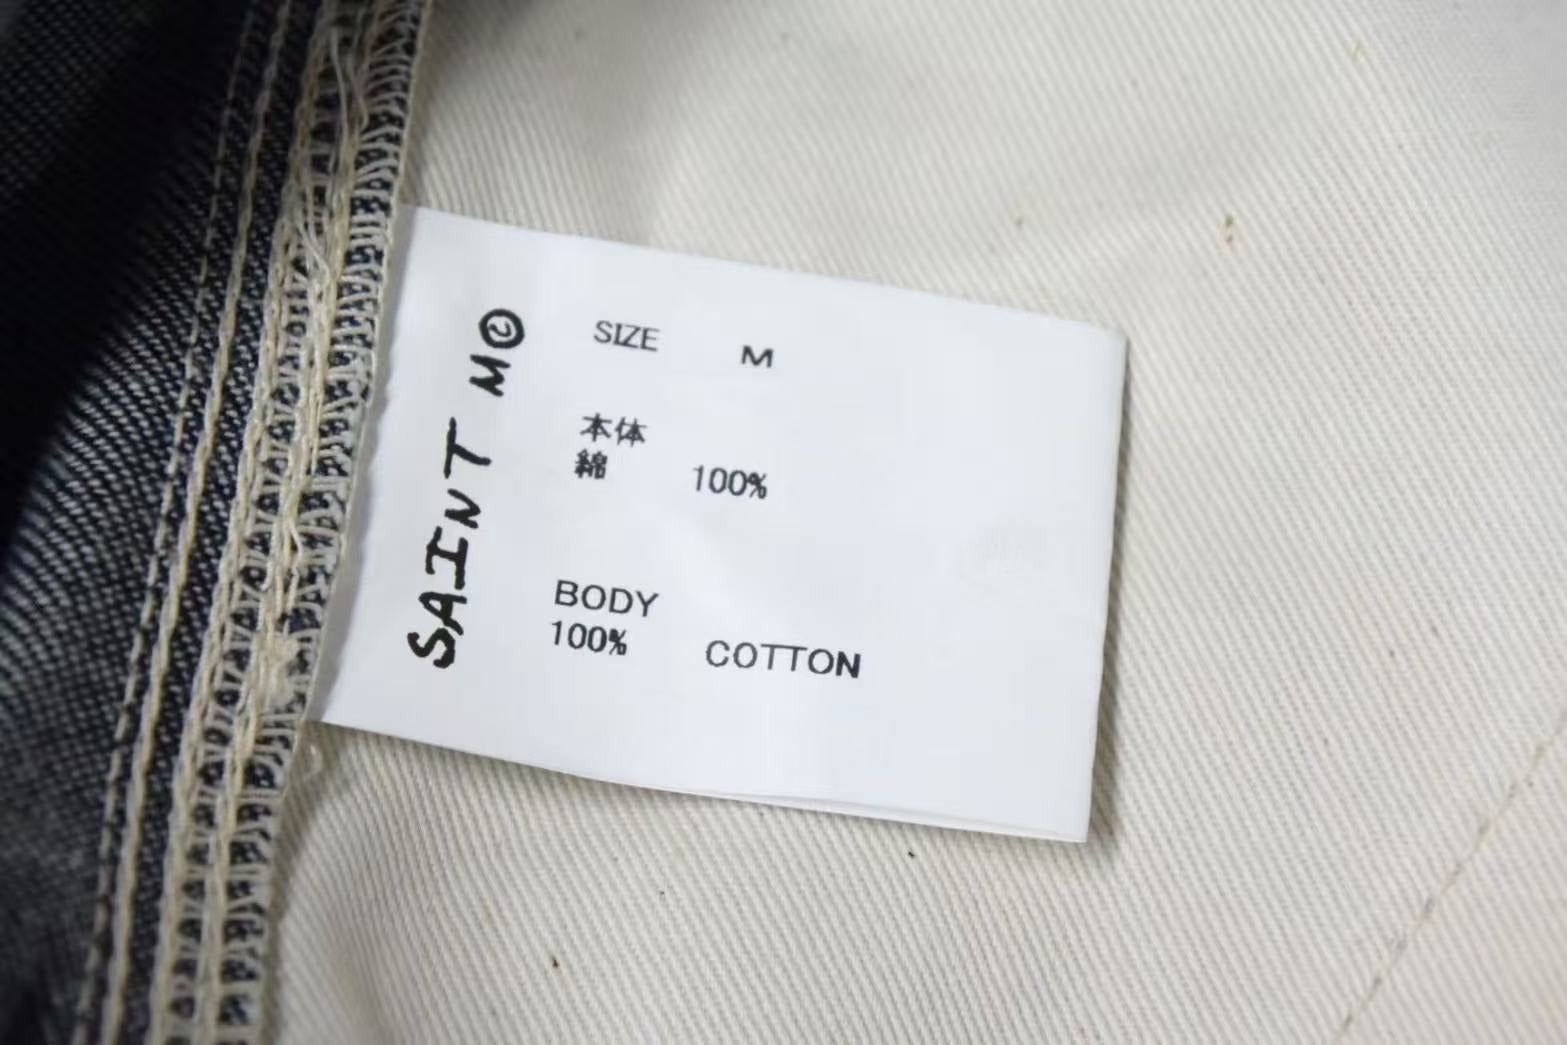 SAINT M©
SIZE M
本体
綿 100%
BODY
100% COTTON